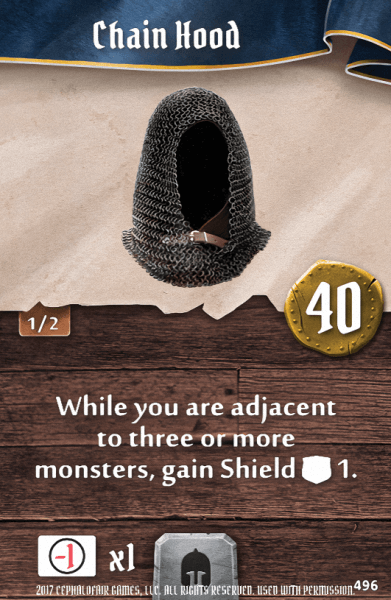 Chain Hood
1/2
40
While you are adjacent
to three or more
monsters, gain Shield 1.
-1 x1
2017 CEPHALOFAIR GAMES, LLC. ALL RIGHTS RESERVED. USED WITH PERMISSION
496